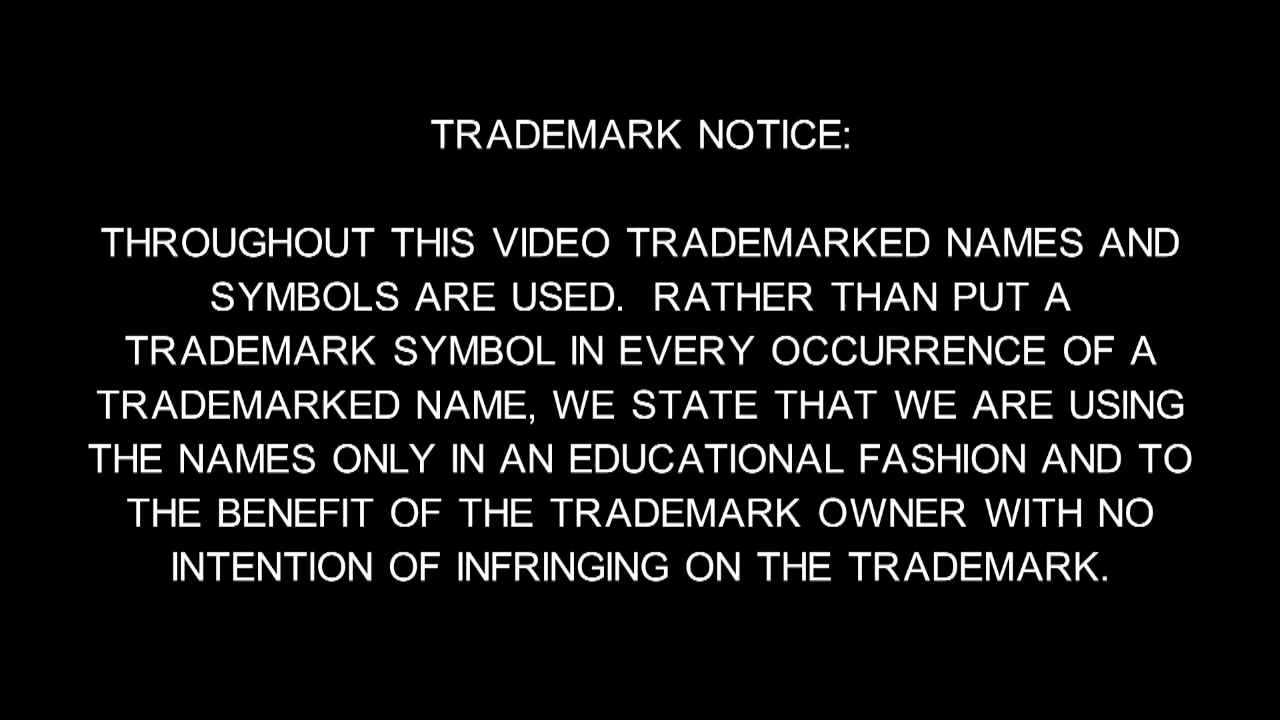 TRADEMARK NOTICE:
THROUGHOUT THIS VIDEO TRADEMARKED NAMES AND
SYMBOLS ARE USED.  RATHER THAN PUT A
TRADEMARK SYMBOL IN EVERY OCCURRENCE OF A
TRADEMARKED NAME, WE STATE THAT WE ARE USING
THE NAMES ONLY IN AN EDUCATIONAL FASHION AND TO
THE BENEFIT OF THE TRADEMARK OWNER WITH NO
INTENTION OF INFRINGING ON THE TRADEMARK.